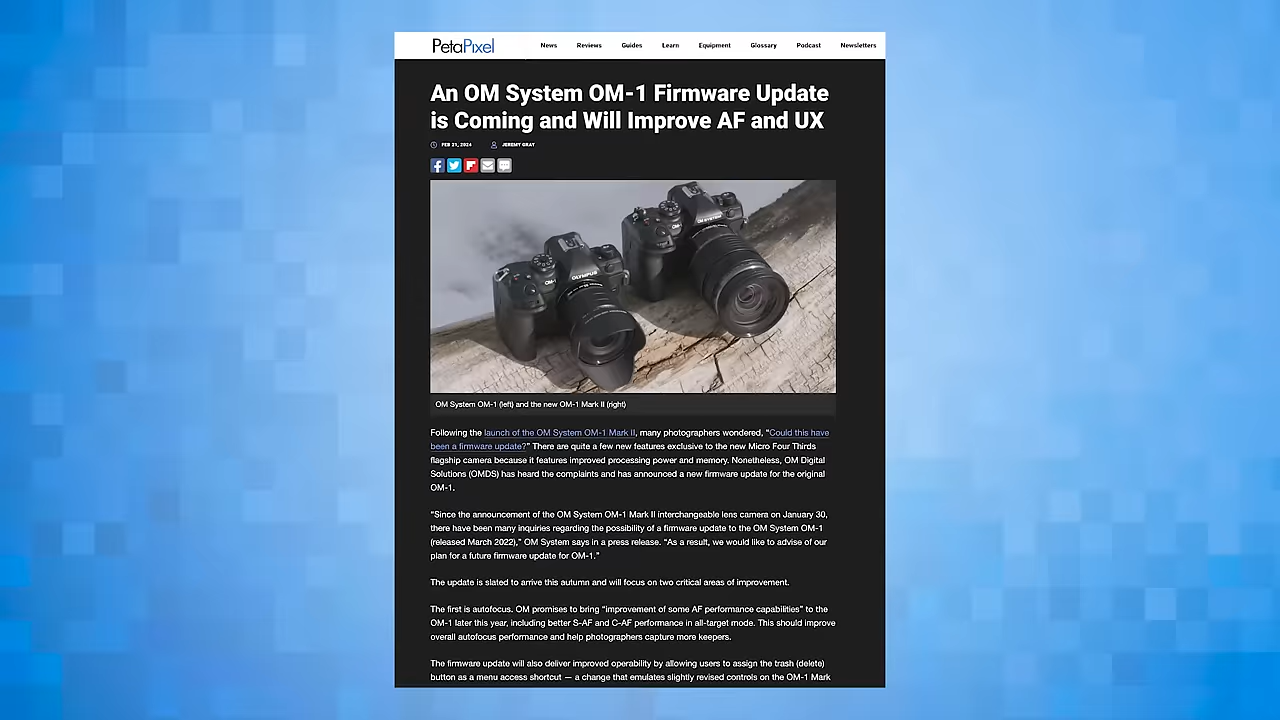 PetaPixel
News Reviews Guides Learn Equipment Glossary Podcast Newsletters
An OM System OM-1 Firmware Update
is Coming and Will Improve AF and UX
FEB 21, 2024 JEREMY GRAY
OM-1
OLYMPUS
OM-1
OM SYSTEM
OM System OM-1 (left) and the new OM-1 Mark II (right)
Following the launch of the OM System OM-1 Mark II, many photographers wondered, “Could this have
been a firmware update?” There are quite a few new features exclusive to the new Micro Four Thirds
flagship camera because it features improved processing power and memory. Nonetheless, OM Digital
Solutions (OMDS) has heard the complaints and has announced a new firmware update for the original
OM-1.
“Since the announcement of the OM System OM-1 Mark II interchangeable lens camera on January 30,
there have been many inquiries regarding the possibility of a firmware update to the OM System OM-1
(released March 2022),” OM System says in a press release. “As a result, we would like to advise of our
plan for a future firmware update for OM-1.”
The update is slated to arrive this autumn and will focus on two critical areas of improvement.
The first is autofocus. OM promises to bring “improvement of some AF performance capabilities” to the
OM-1 later this year, including better S-AF and C-AF performance in all-target mode. This should improve
overall autofocus performance and help photographers capture more keepers.
The firmware update will also deliver improved operability by allowing users to assign the trash (delete)
button as a menu access shortcut — a change that emulates slightly revised controls on the OM-1 Mark